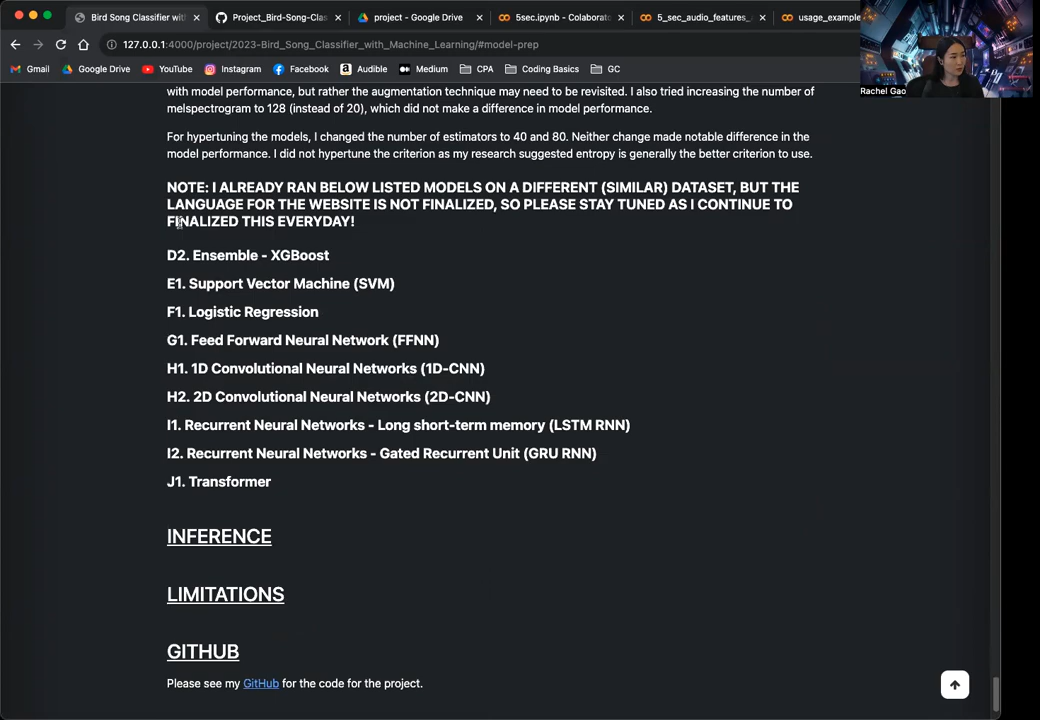 Bird Song Classifier wit
Project_Bird-Song-Clas
project - Google Drive
5sec.ipynb - Colaborato
5_sec_audio_features_
usage_example
127.0.0.1:4000/project/2023-Bird_Song_Classifier_with_Machine_Learning/#model-prep
Gmail
Google Drive
YouTube
Instagram
Facebook
Audible
Medium
CPA
Coding Basics
GC
Rachel Gao
with model performance, but rather the augmentation technique may need to be revisited. I also tried increasing the number of
melspectrogram to 128 (instead of 20), which did not make a difference in model performance.
For hypertuning the models, I changed the number of estimators to 40 and 80. Neither change made notable difference in the
model performance. I did not hypertune the criterion as my research suggested entropy is generally the better criterion to use.
NOTE: I ALREADY RAN BELOW LISTED MODELS ON A DIFFERENT (SIMILAR) DATASET, BUT THE
LANGUAGE FOR THE WEBSITE IS NOT FINALIZED, SO PLEASE STAY TUNED AS I CONTINUE TO
FINALIZED THIS EVERYDAY!
D2. Ensemble - XGBoost
E1. Support Vector Machine (SVM)
F1. Logistic Regression
G1. Feed Forward Neural Network (FFNN)
H1. 1D Convolutional Neural Networks (1D-CNN)
H2. 2D Convolutional Neural Networks (2D-CNN)
I1. Recurrent Neural Networks - Long short-term memory (LSTM RNN)
I2. Recurrent Neural Networks - Gated Recurrent Unit (GRU RNN)
J1. Transformer
INFERENCE
LIMITATIONS
GITHUB
Please see my GitHub for the code for the project.